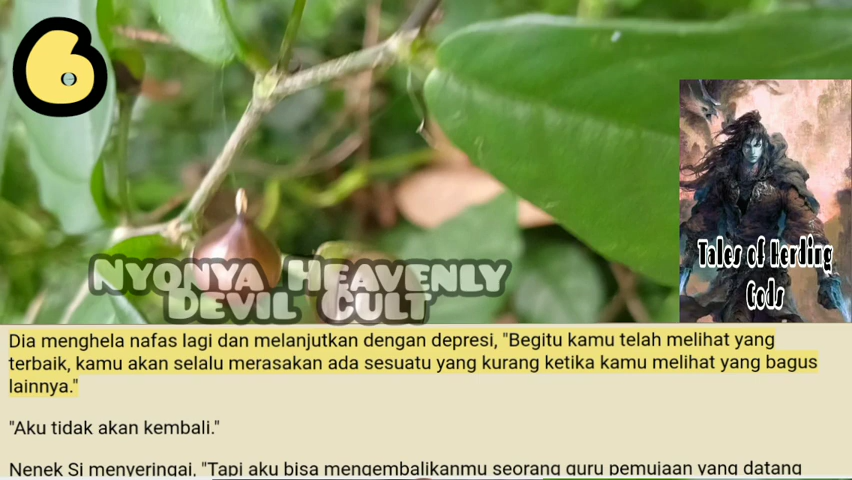 6
NYONYA HEAVENLY
DEVIL CULT
Tales of Herding
Gods
Dia menghela nafas lagi dan melanjutkan dengan depresi, "Begitu kamu telah melihat yang
terbaik, kamu akan selalu merasakan ada sesuatu yang kurang ketika kamu melihat yang bagus
lainnya."
"Aku tidak akan kembali."
Nenek Si menyeringai, "Tapi aku bisa mengembalikanmu seorang guru pemujaan yang datang